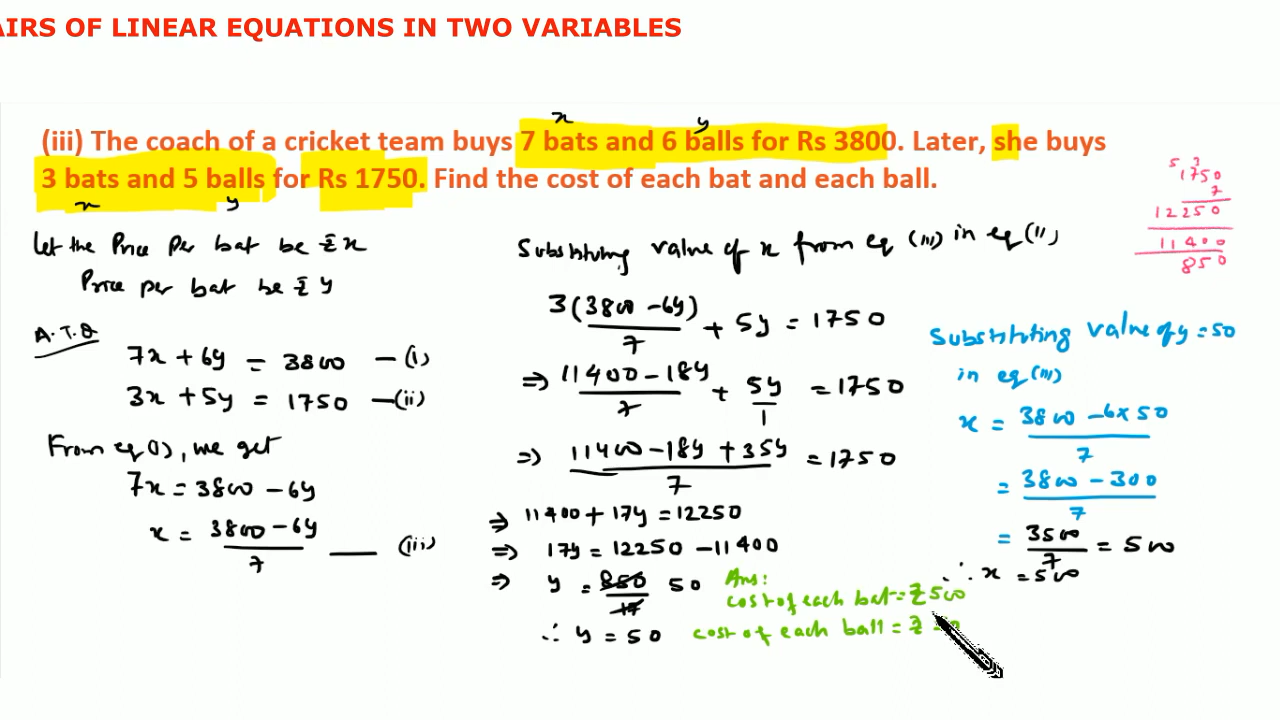 AIRS OF LINEAR EQUATIONS IN TWO VARIABLES
x y
(iii) The coach of a cricket team buys 7 bats and 6 balls for Rs 3800. Later, she buys
3 bats and 5 balls for Rs 1750. Find the cost of each bat and each ball.
x y
Let the Price Per bat be ₹ x
Price per bat be ₹ y
A.T.Q
7x + 6y = 3800 — (i)
3x + 5y = 1750 — (ii)
From eq (i), we get
7x = 3800 - 6y
x = 3800 - 6y
7 — (iii)
Substituting value of x from eq (iii) in eq (ii)
3(3800 - 6y)
7 + 5y = 1750
⇒ 11400 - 18y
7 + 5y
1 = 1750
⇒ 11400 - 18y + 35y
7 = 1750
⇒ 11400 + 17y = 12250
⇒ 17y = 12250 - 11400
⇒ y = 850
17 50
∴ y = 50
5 3
1750
7
12250
11400
850
Substituting value of y = 50
in eq (iii)
x = 3800 - 6 x 50
7
= 3800 - 300
7
= 3500
7 = 500
∴ x = 500
Ans:
cost of each bat = ₹ 500
cost of each ball = ₹